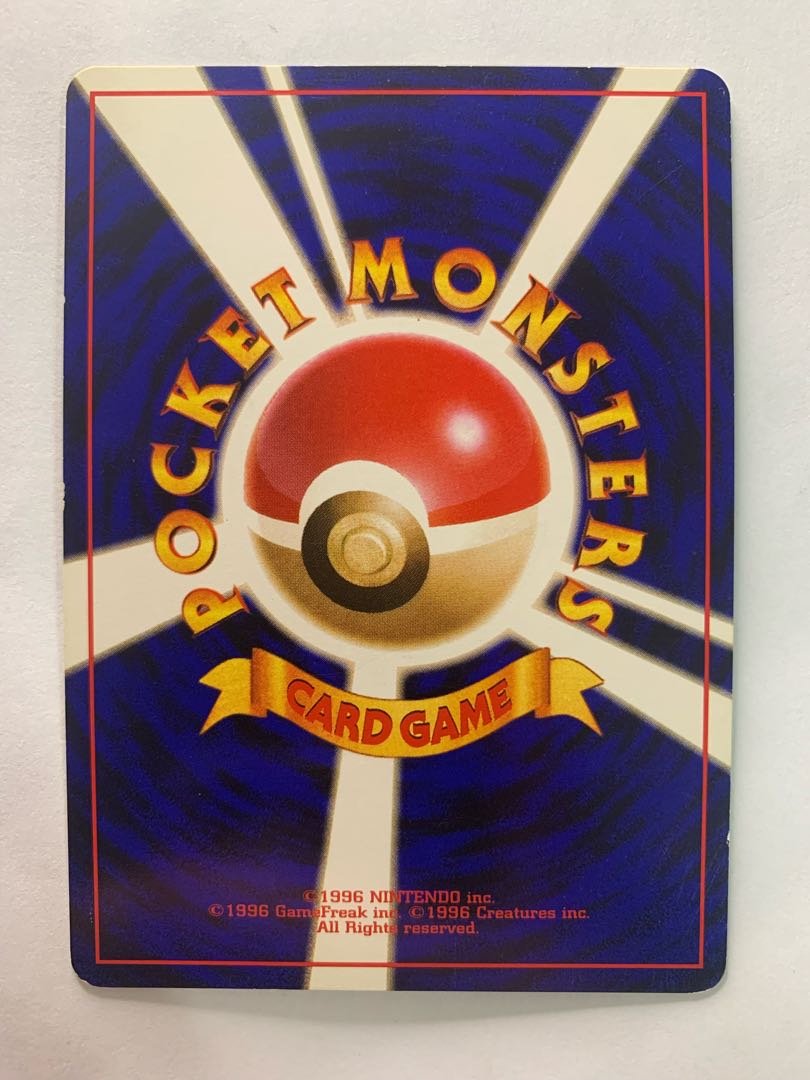 POCKET MONSTERS
CARD GAME
©1996 NINTENDO inc.
©1996 GameFreak inc. ©1996 Creatures inc.
All Rights reserved.